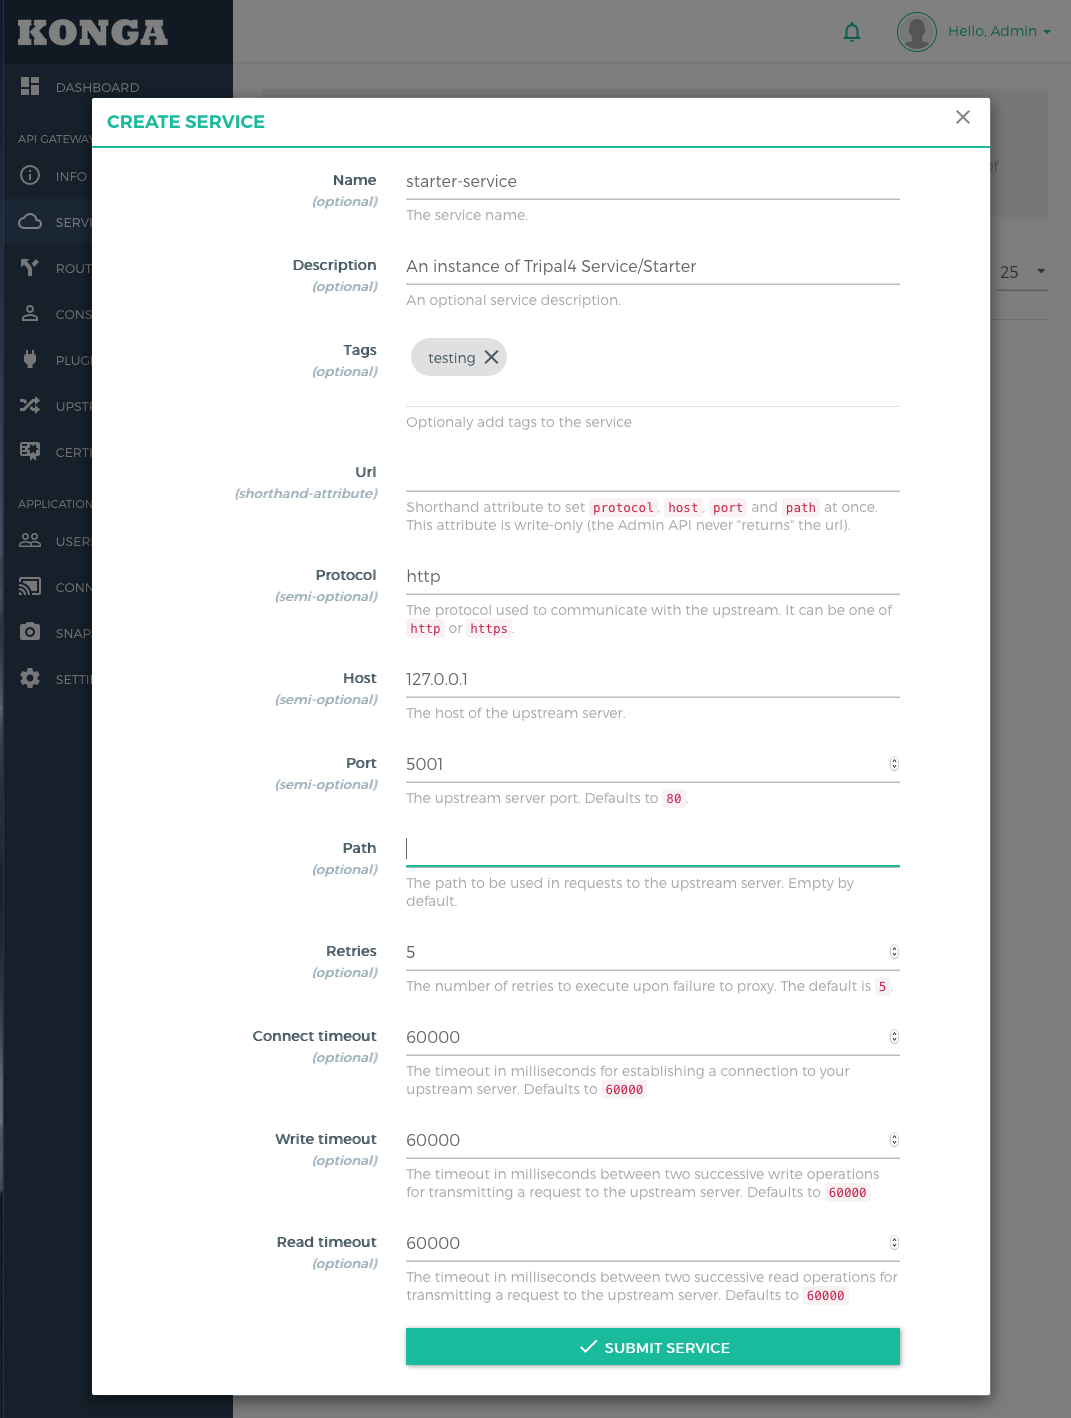 KONGA
Hello, Admin
DASHBOARD
CREATE SERVICE
API GATEWAY
INFO
SERVI
ROUT
CONS
PLUGI
UPSTR
CERTI
APPLICATION
USERS
CONN
SNAP
SETTI
of
25
Name
(optional)
starter-service
The service name.
Description
(optional)
An instance of Tripal4 Service/Starter
An optional service description.
Tags
(optional)
testing
Optionaly add tags to the service
Url
(shorthand-attribute)
Shorthand attribute to set protocol, host, port and path at once.
This attribute is write-only (the Admin API never "returns" the url).
Protocol
(semi-optional)
http
The protocol used to communicate with the upstream. It can be one of
http or https.
Host
(semi-optional)
127.0.0.1
The host of the upstream server.
Port
(semi-optional)
5001
The upstream server port. Defaults to 80.
Path
(optional)
The path to be used in requests to the upstream server. Empty by
default.
Retries
(optional)
5
The number of retries to execute upon failure to proxy. The default is 5.
Connect timeout
(optional)
60000
The timeout in milliseconds for establishing a connection to your
upstream server. Defaults to 60000
Write timeout
(optional)
60000
The timeout in milliseconds between two successive write operations
for transmitting a request to the upstream server. Defaults to 60000
Read timeout
(optional)
60000
The timeout in milliseconds between two successive read operations for
transmitting a request to the upstream server. Defaults to 60000
SUBMIT SERVICE